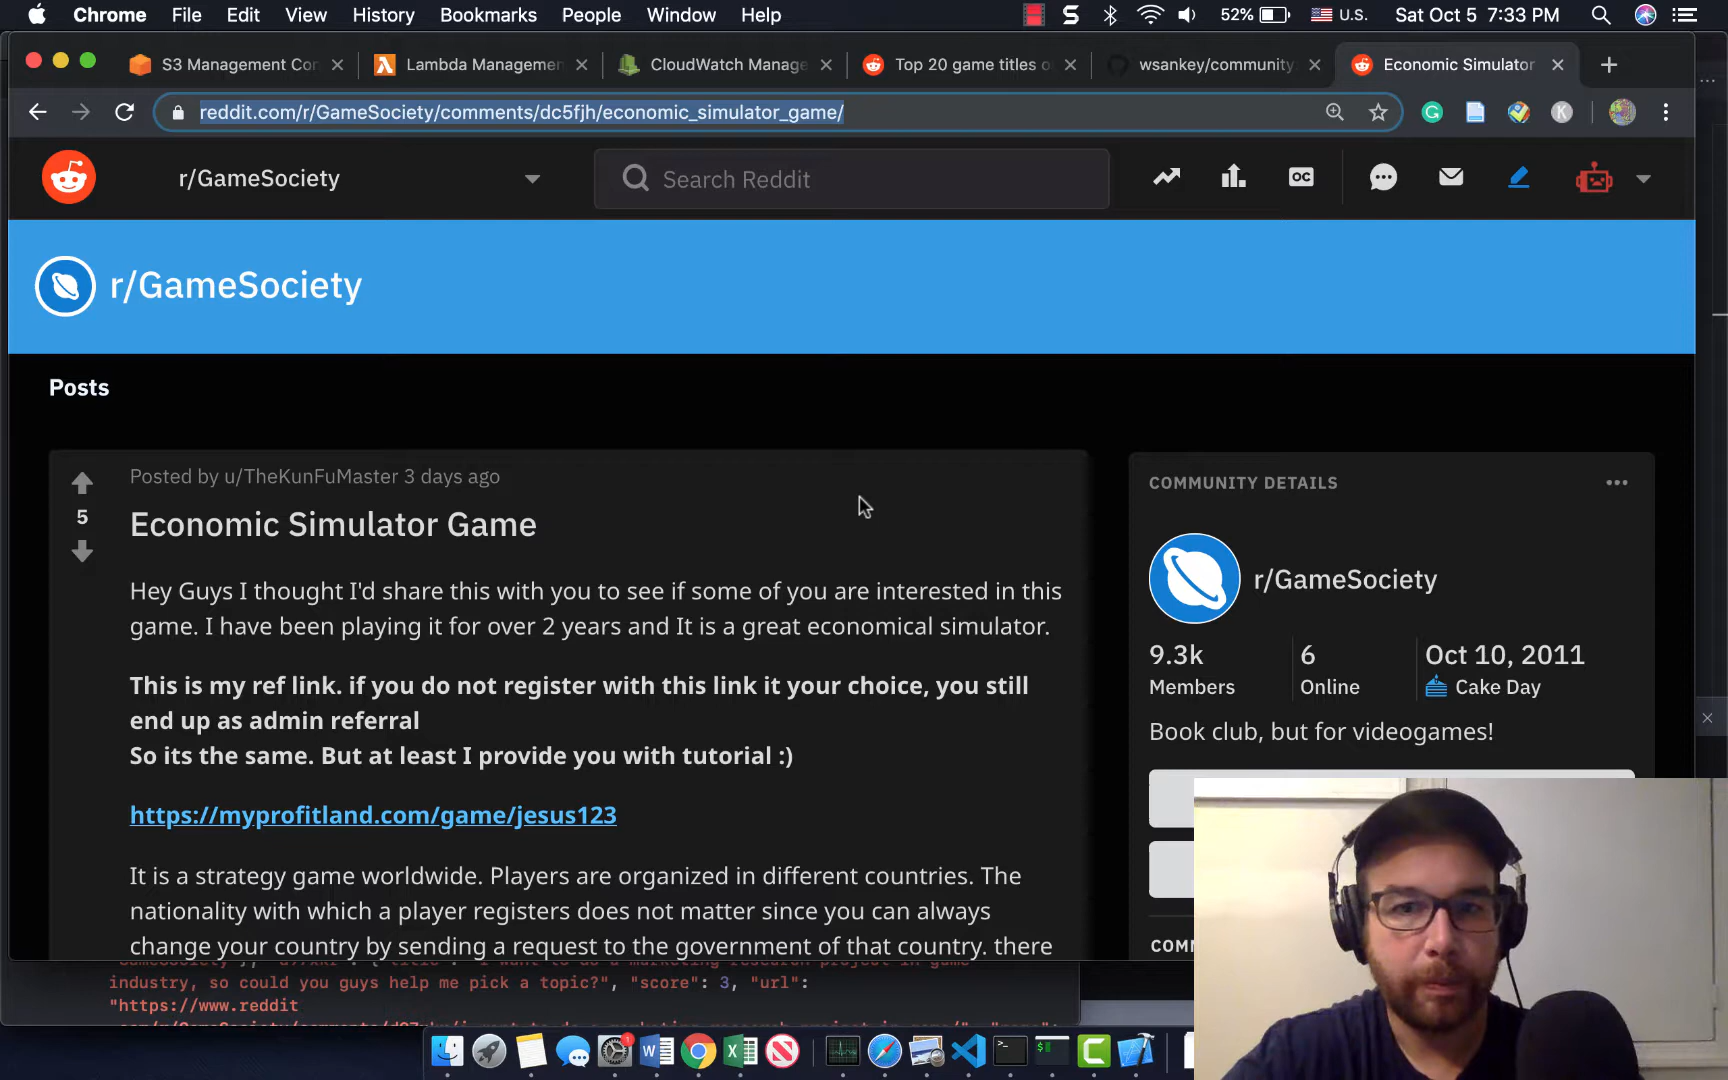 Chrome File Edit View History Bookmarks People Window Help 52% U.S. Sat Oct 5 7:33 PM
S3 Management Cor Lambda Managemen CloudWatch Manage Top 20 game titles o wsankey/community. Economic Simulator
reddit.com/r/GameSociety/comments/dc5fjh/economic_simulator_game/
r/GameSociety Search Reddit OC
r/GameSociety
Posts
Posted by u/TheKunFuMaster 3 days ago
5
Economic Simulator Game
Hey Guys I thought I'd share this with you to see if some of you are interested in this
game. I have been playing it for over 2 years and It is a great economical simulator.
This is my ref link. if you do not register with this link it your choice, you still
end up as admin referral
So its the same. But at least I provide you with tutorial :)
https://myprofitland.com/game/jesus123
It is a strategy game worldwide. Players are organized in different countries. The
nationality with which a player registers does not matter since you can always
change your country by sending a request to the government of that country. there
COMMUNITY DETAILS
r/GameSociety
9.3k 6 Oct 10, 2011
Members Online Cake Day
Book club, but for videogames!
COMM
industry, so could you guys help me pick a topic?", "score": 3, "url":
"https://www.reddit